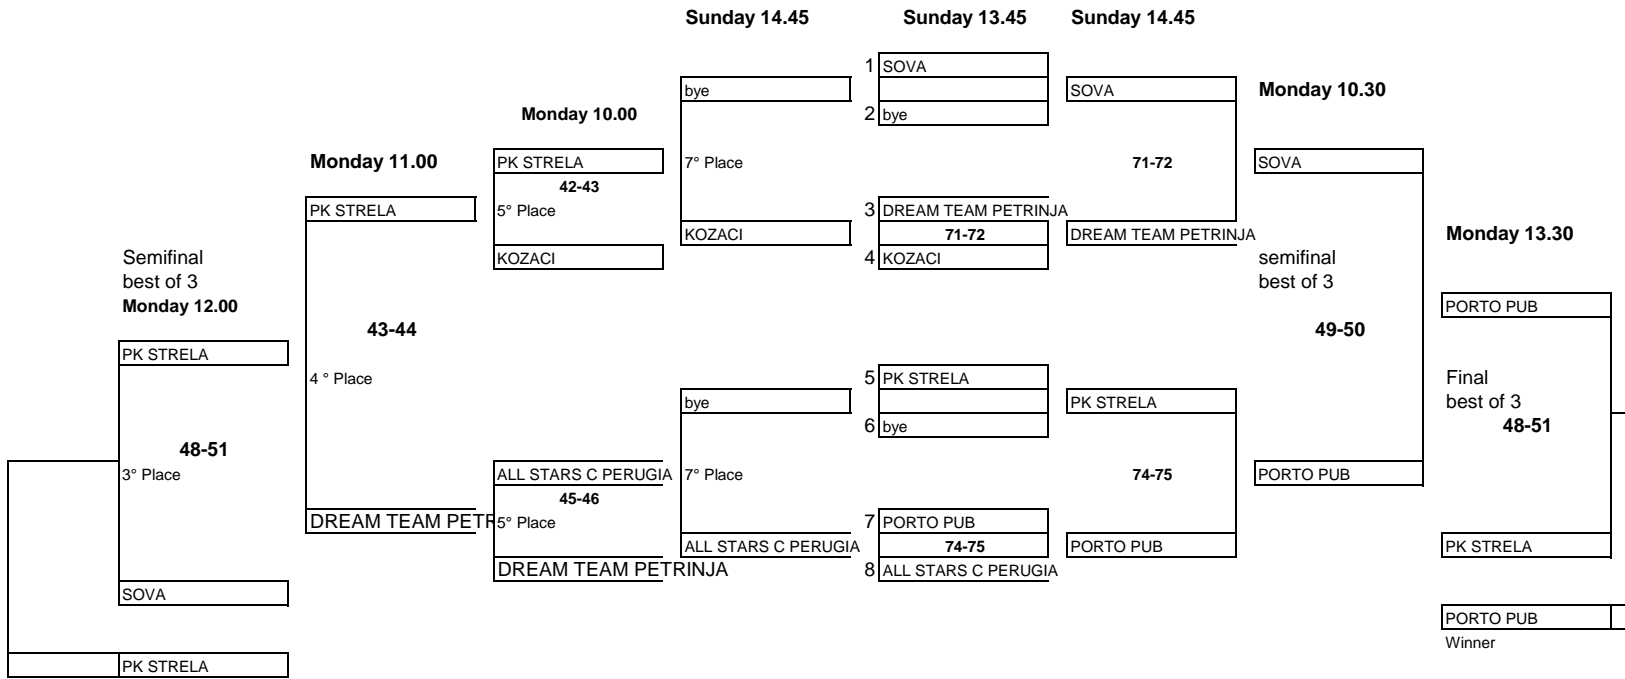 Sunday 14.45 Sunday 13.45 Sunday 14.45
1 SOVA
bye SOVA Monday 10.30
Monday 10.00 2 bye
Monday 11.00 PK STRELA 7° Place 71-72 SOVA
42-43
PK STRELA 5° Place 3 DREAM TEAM PETRINJA
KOZACI 71-72 DREAM TEAM PETRINJA Monday 13.30
Semifinal KOZACI 4 KOZACI semifinal
best of 3 best of 3
Monday 12.00 PORTO PUB
43-44 49-50
PK STRELA
4 ° Place 5 PK STRELA Final
bye PK STRELA best of 3
6 bye 48-51
48-51
3° Place ALL STARS C PERUGIA 7° Place 74-75 PORTO PUB
45-46
DREAM TEAM PETR 5° Place 7 PORTO PUB
ALL STARS C PERUGIA 74-75 PORTO PUB PK STRELA
DREAM TEAM PETRINJA 8 ALL STARS C PERUGIA
SOVA
PORTO PUB
Winner
PK STRELA